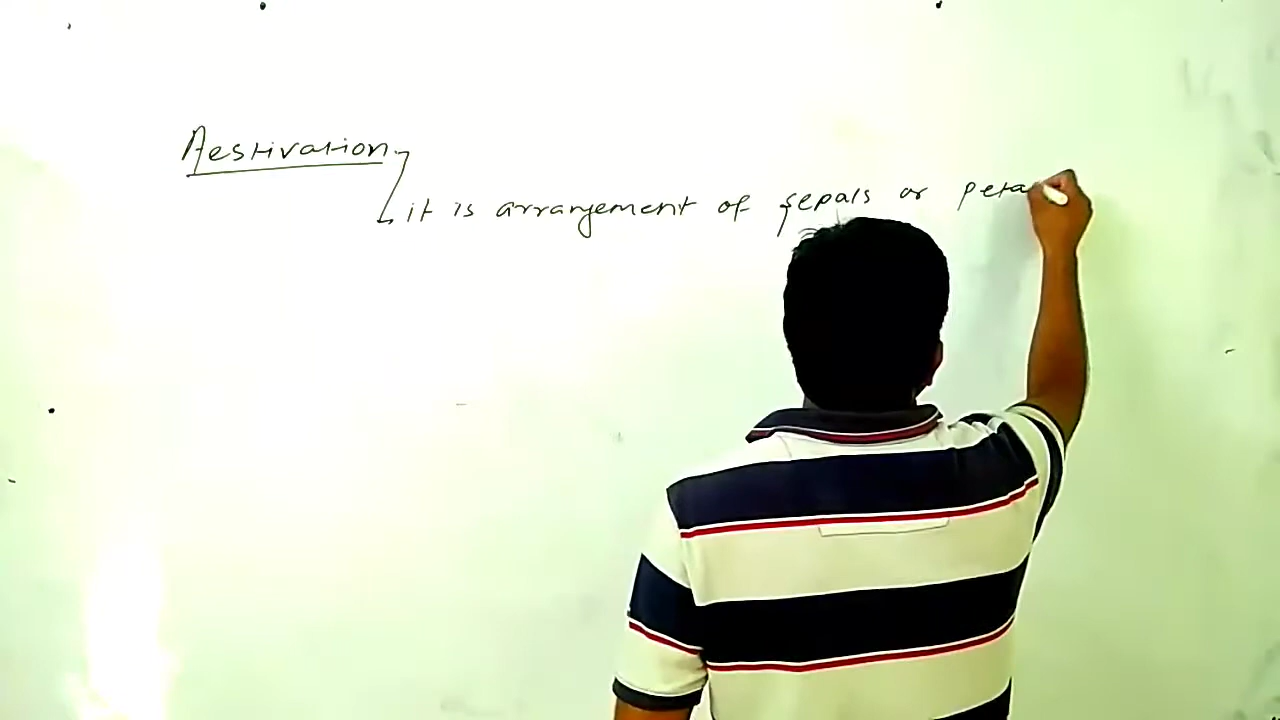 Aestivation
it is arrangement of sepals or peta